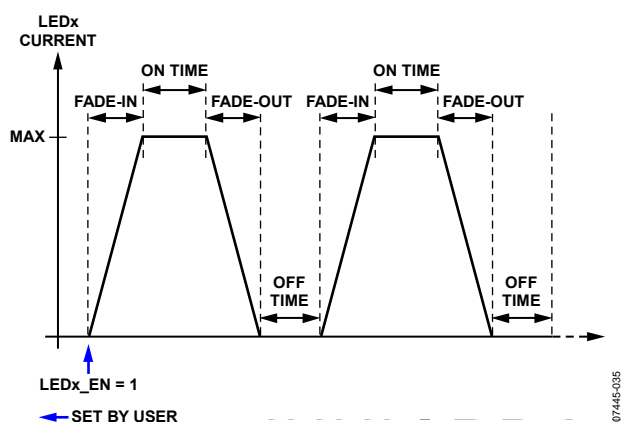 LEDx
CURRENT
ON TIME
ON TIME
FADE-IN
FADE-OUT
FADE-IN
FADE-OUT
MAX
OFF
TIME
OFF
TIME
LEDx_EN = 1
SET BY USER
07445-035